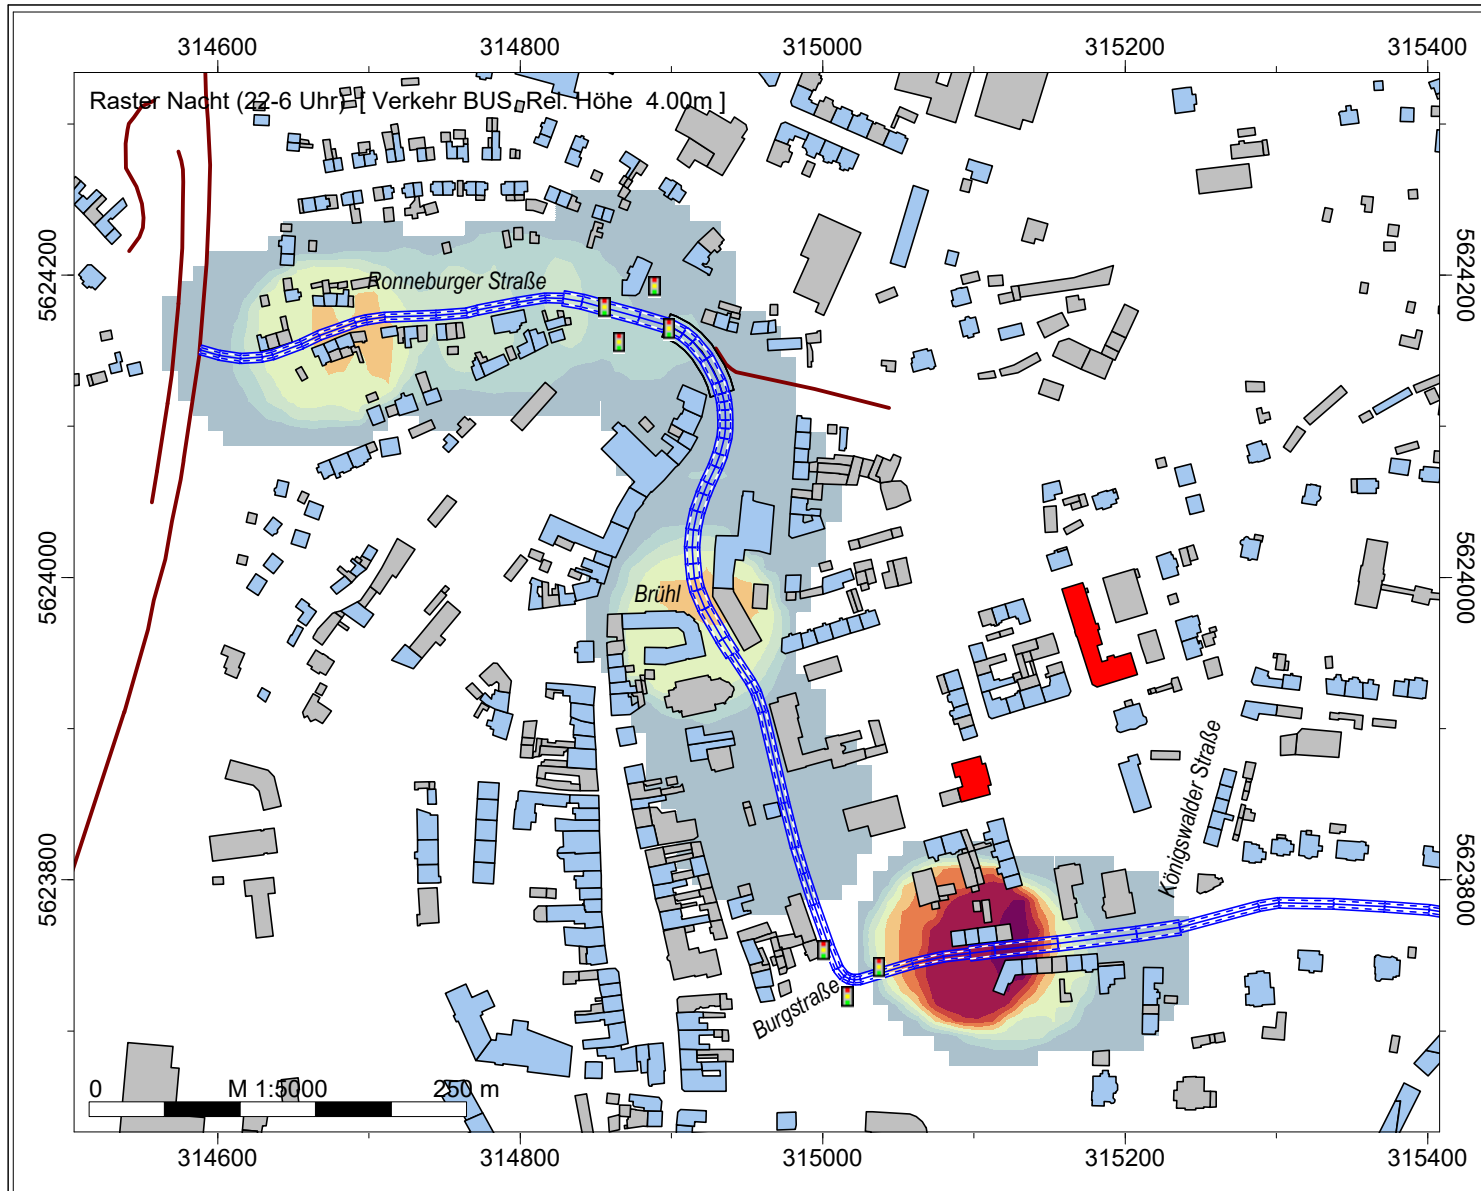 314600 314800 315000 315200 315400
Raster Nacht (22-6 Uhr) [ Verkehr BUS, Rel. Höhe 4.00m ]
5624200
Ronneburger Straße
5624200
5624000
Brühl
5624000
Königswalder Straße
5623800
5623800
Burgstraße
0 M 1:5000 250 m
314600 314800 315000 315200 315400